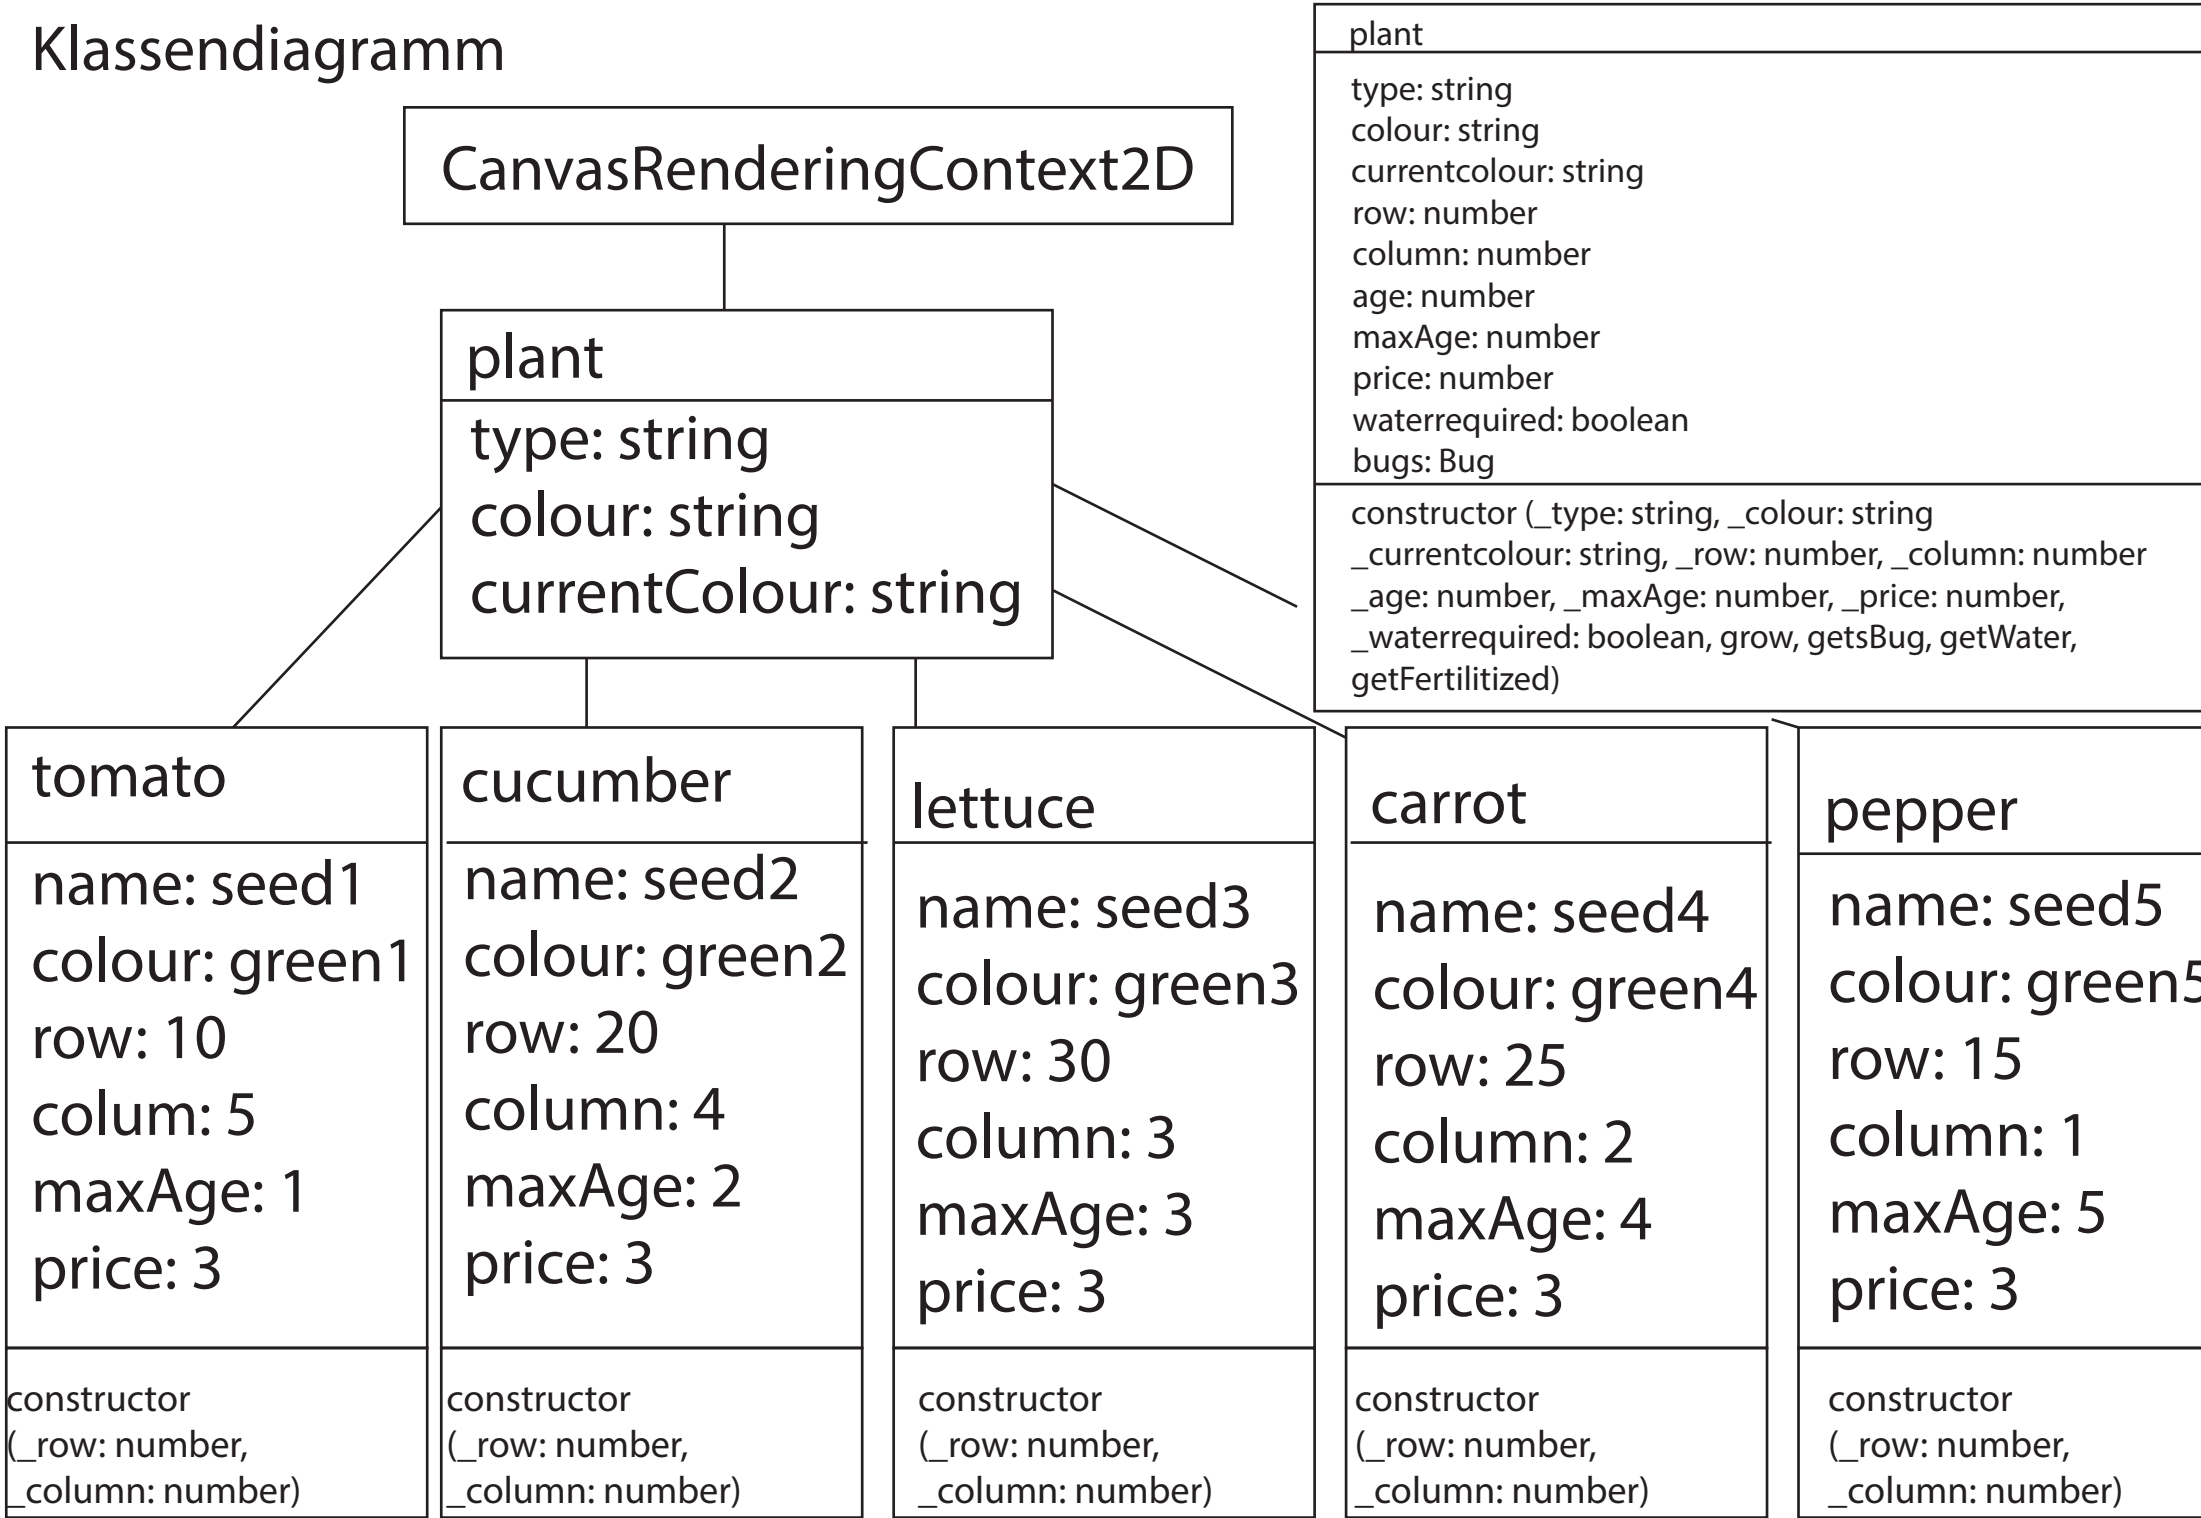 Klassendiagramm
CanvasRenderingContext2D
plant
type: string
colour: string
currentColour: string
plant
type: string
colour: string
currentcolour: string
row: number
column: number
age: number
maxAge: number
price: number
waterrequired: boolean
bugs: Bug
constructor (_type: string, _colour: string
_currentcolour: string, _row: number, _column: number
_age: number, _maxAge: number, _price: number,
_waterrequired: boolean, grow, getsBug, getWater,
getFertilitized)
tomato
name: seed1
colour: green1
row: 10
colum: 5
maxAge: 1
price: 3
constructor
(_row: number,
_column: number)
cucumber
name: seed2
colour: green2
row: 20
column: 4
maxAge: 2
price: 3
constructor
(_row: number,
_column: number)
lettuce
name: seed3
colour: green3
row: 30
column: 3
maxAge: 3
price: 3
constructor
(_row: number,
_column: number)
carrot
name: seed4
colour: green4
row: 25
column: 2
maxAge: 4
price: 3
constructor
(_row: number,
_column: number)
pepper
name: seed5
colour: green5
row: 15
column: 1
maxAge: 5
price: 3
constructor
(_row: number,
_column: number)